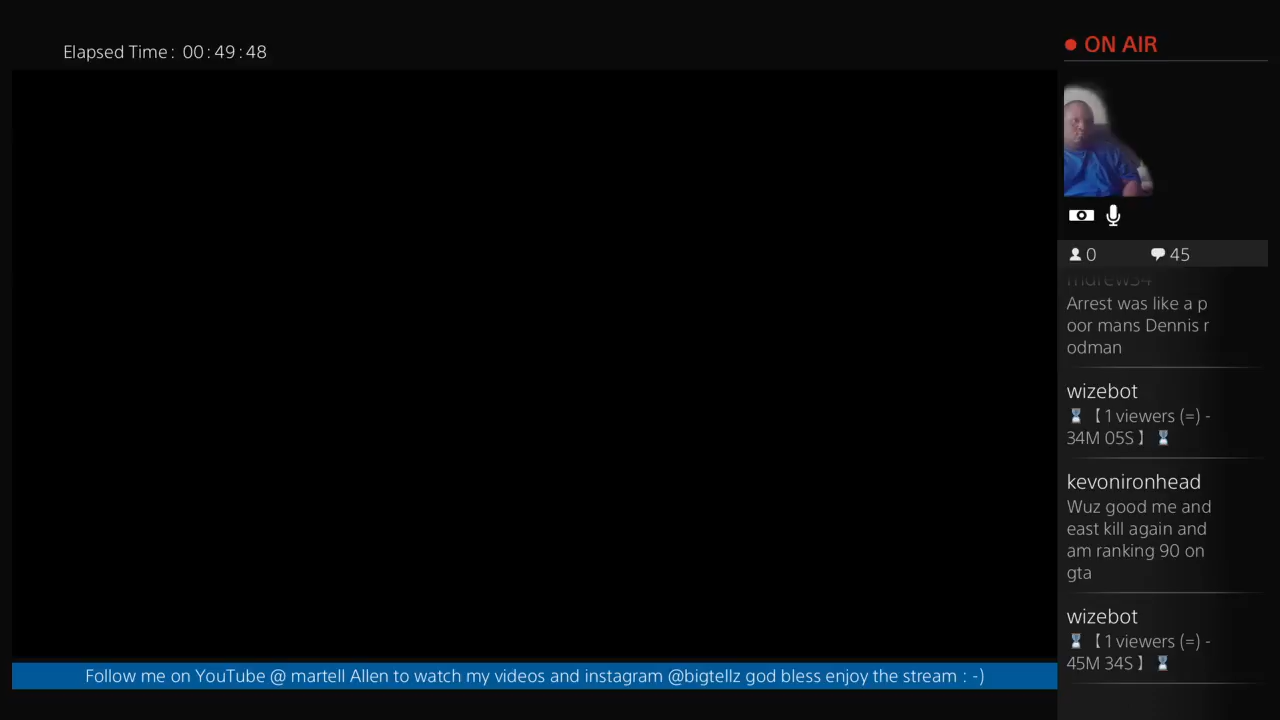 Elapsed Time: 00:49:48
ON AIR
0 45
mdrew34
Arrest was like a p
oor mans Dennis r
odman
wizebot
⌛【1 viewers (=) -
34M 05S】⌛
kevonironhead
Wuz good me and
east kill again and
am ranking 90 on
gta
wizebot
⌛【1 viewers (=) -
45M 34S】⌛
Follow me on YouTube @ martell Allen to watch my videos and instagram @bigtellz god bless enjoy the stream : -)